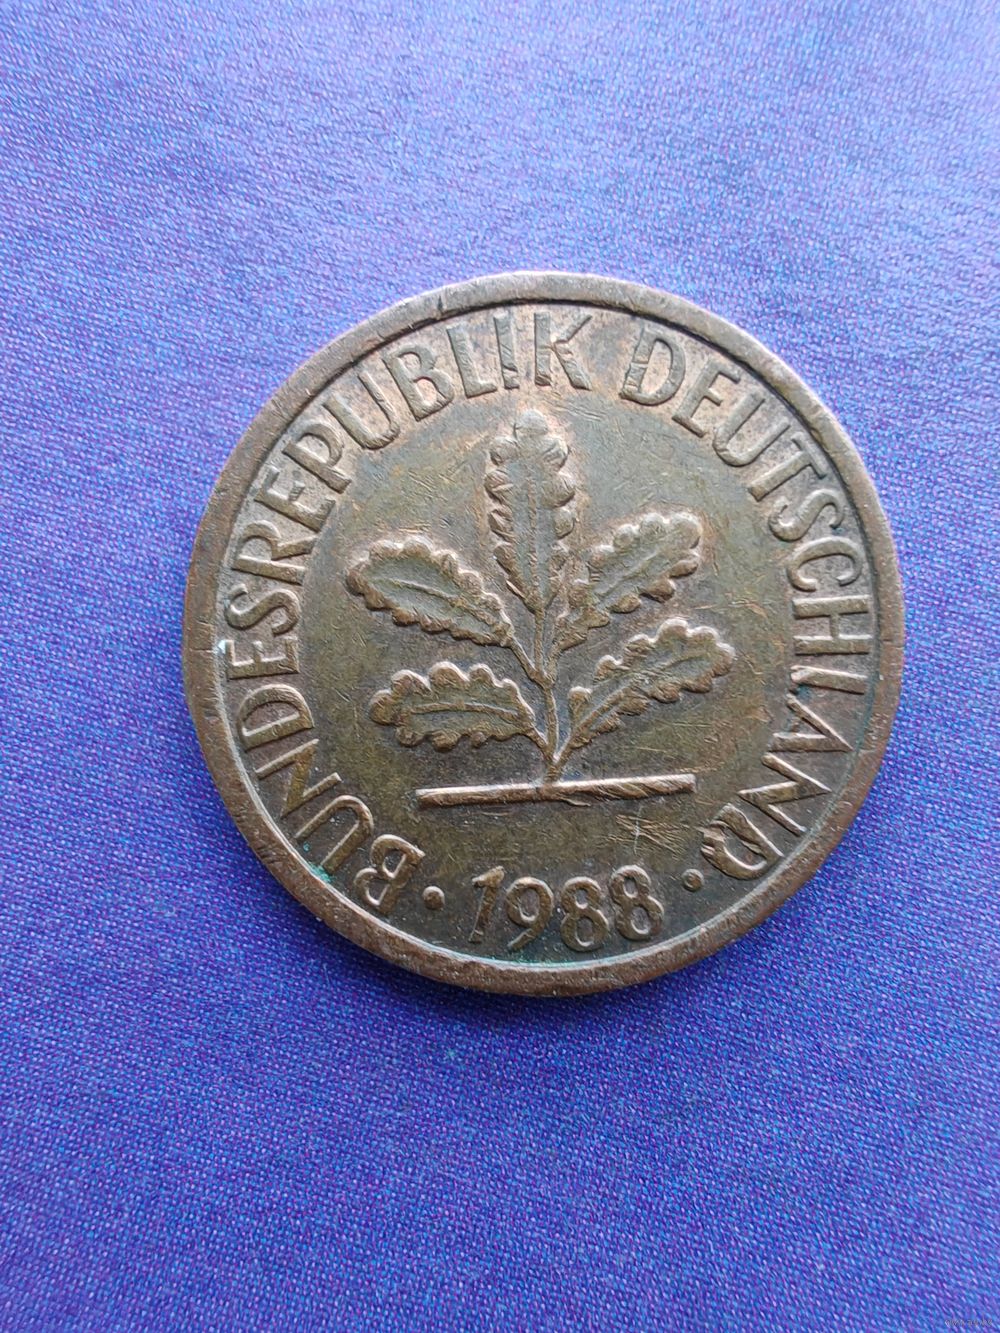 BUNDESREPUBLIK DEUTSCHLAND
· 1988 ·